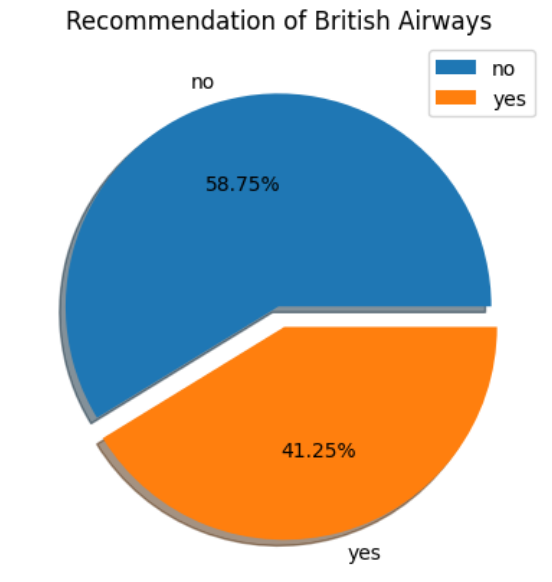 Recommendation of British Airways
no
no
yes
58.75%
41.25%
yes